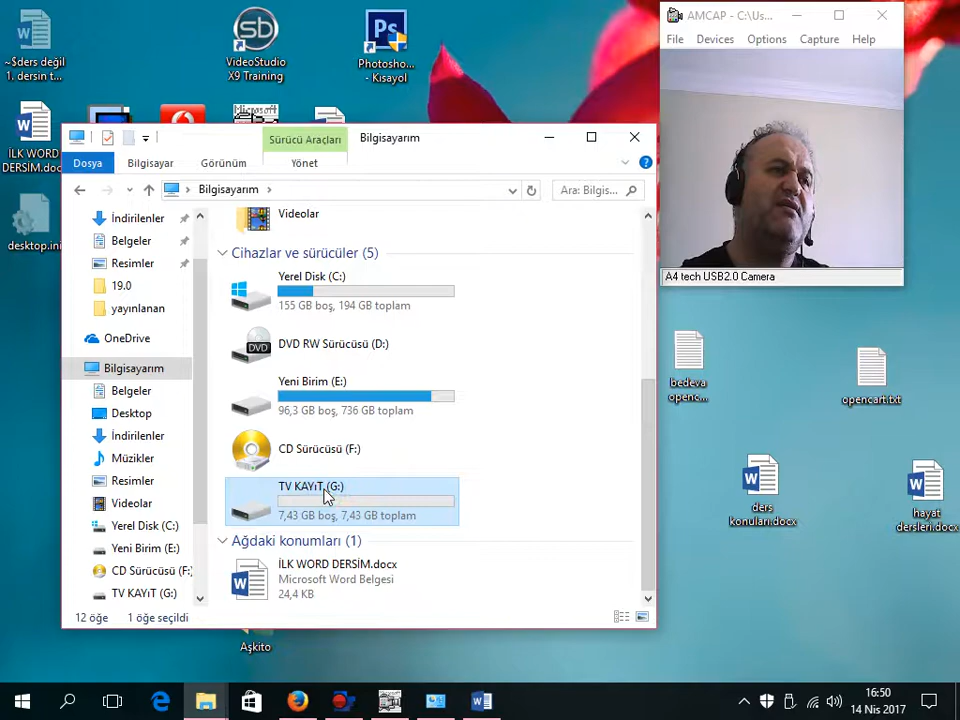 ~$ders değil
1. dersin t...
VideoStudio
X9 Training
Photosho...
- Kısayol
AMCAP - C:\Us...
File Devices Options Capture Help
A4 tech USB2.0 Camera
Microsoft
İLK WORD
DERSİM.docx
desktop.ini
Sürücü Araçları
Bilgisayarım
Dosya
Bilgisayar
Görünüm
Yönet
Bilgisayarım
Ara: Bilgis...
İndirilenler
Belgeler
Resimler
19.0
yayınlanan
OneDrive
Bilgisayarım
Belgeler
Desktop
İndirilenler
Müzikler
Resimler
Videolar
Yerel Disk (C:)
Yeni Birim (E:)
CD Sürücüsü (F:)
TV KAYıT (G:)
Videolar
Cihazlar ve sürücüler (5)
Yerel Disk (C:)
155 GB boş, 194 GB toplam
DVD
DVD RW Sürücüsü (D:)
Yeni Birim (E:)
96,3 GB boş, 736 GB toplam
CD Sürücüsü (F:)
TV KAYıT (G:)
7,43 GB boş, 7,43 GB toplam
Ağdaki konumları (1)
İLK WORD DERSİM.docx
Microsoft Word Belgesi
24,4 KB
12 öğe
1 öğe seçildi
bedeva
openc...
opencart.txt
ders
konuları.docx
hayat
dersleri.docx
Aşkito
16:50
14 Nis 2017